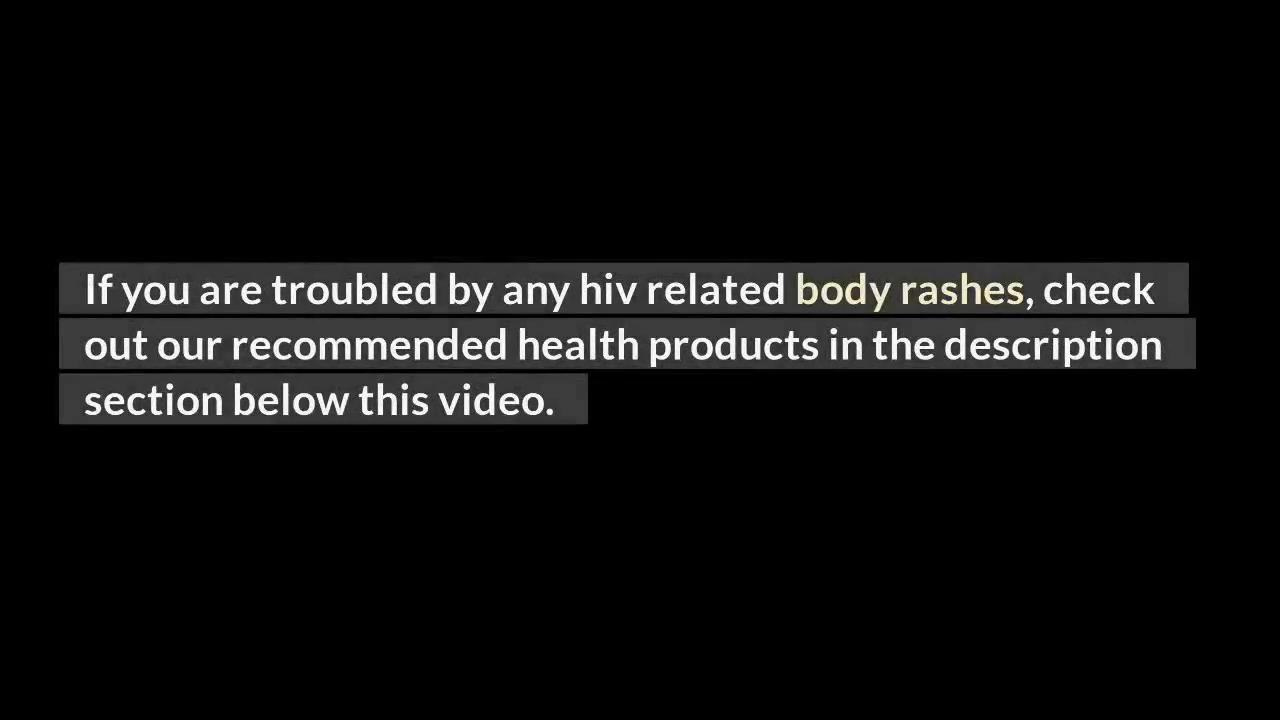 If you are troubled by any hiv related body rashes, check
out our recommended health products in the description
section below this video.